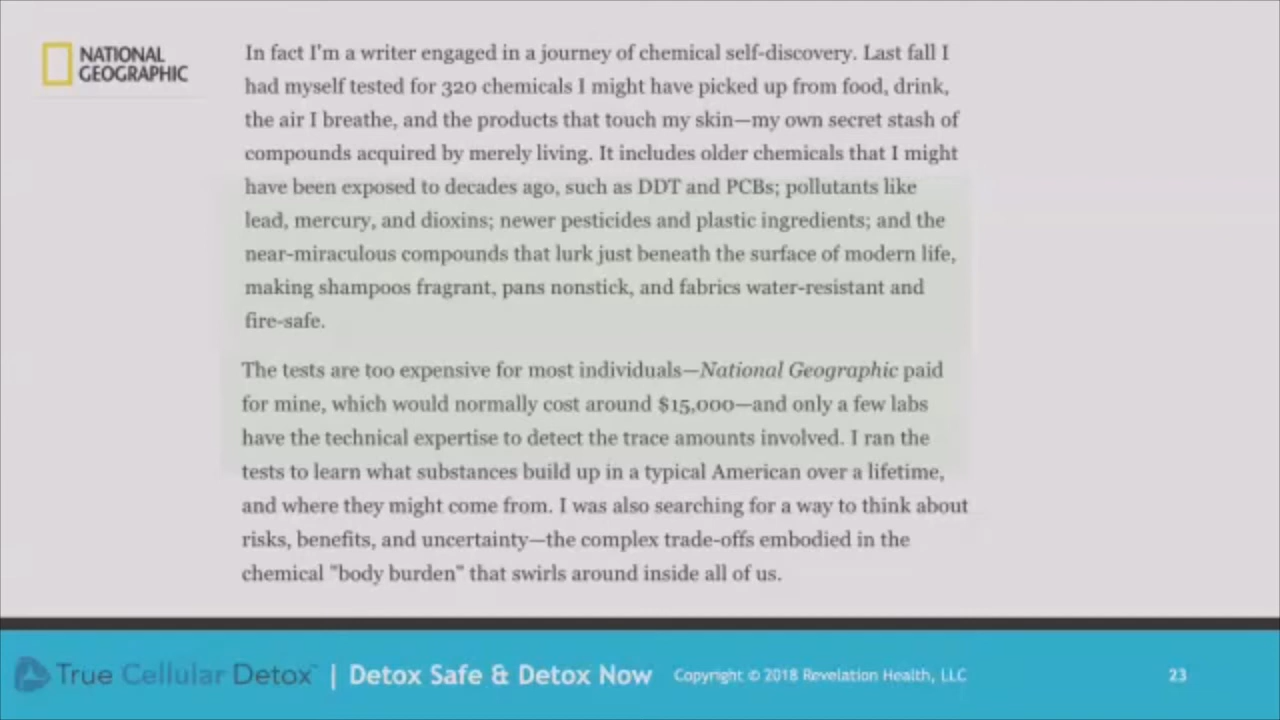 NATIONAL
GEOGRAPHIC
In fact I'm a writer engaged in a journey of chemical self-discovery. Last fall I
had myself tested for 320 chemicals I might have picked up from food, drink,
the air I breathe, and the products that touch my skin—my own secret stash of
compounds acquired by merely living. It includes older chemicals that I might
have been exposed to decades ago, such as DDT and PCBs; pollutants like
lead, mercury, and dioxins; newer pesticides and plastic ingredients; and the
near-miraculous compounds that lurk just beneath the surface of modern life,
making shampoos fragrant, pans nonstick, and fabrics water-resistant and
fire-safe.
The tests are too expensive for most individuals—National Geographic paid
for mine, which would normally cost around $15,000—and only a few labs
have the technical expertise to detect the trace amounts involved. I ran the
tests to learn what substances build up in a typical American over a lifetime,
and where they might come from. I was also searching for a way to think about
risks, benefits, and uncertainty—the complex trade-offs embodied in the
chemical "body burden" that swirls around inside all of us.
True Cellular Detox™ | Detox Safe & Detox Now Copyright © 2018 Revelation Health, LLC 23